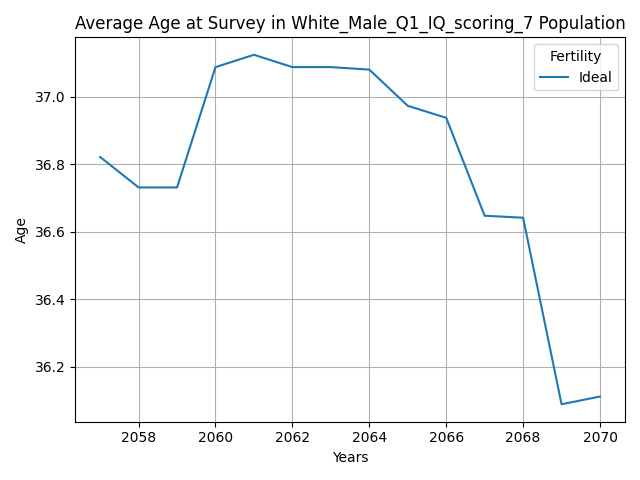 Average Age at Survey in White_Male_Q1_IQ_scoring_7 Population
Fertility
Ideal
37.0
36.8
36.6
36.4
36.2
Age
2058 2060 2062 2064 2066 2068 2070
Years